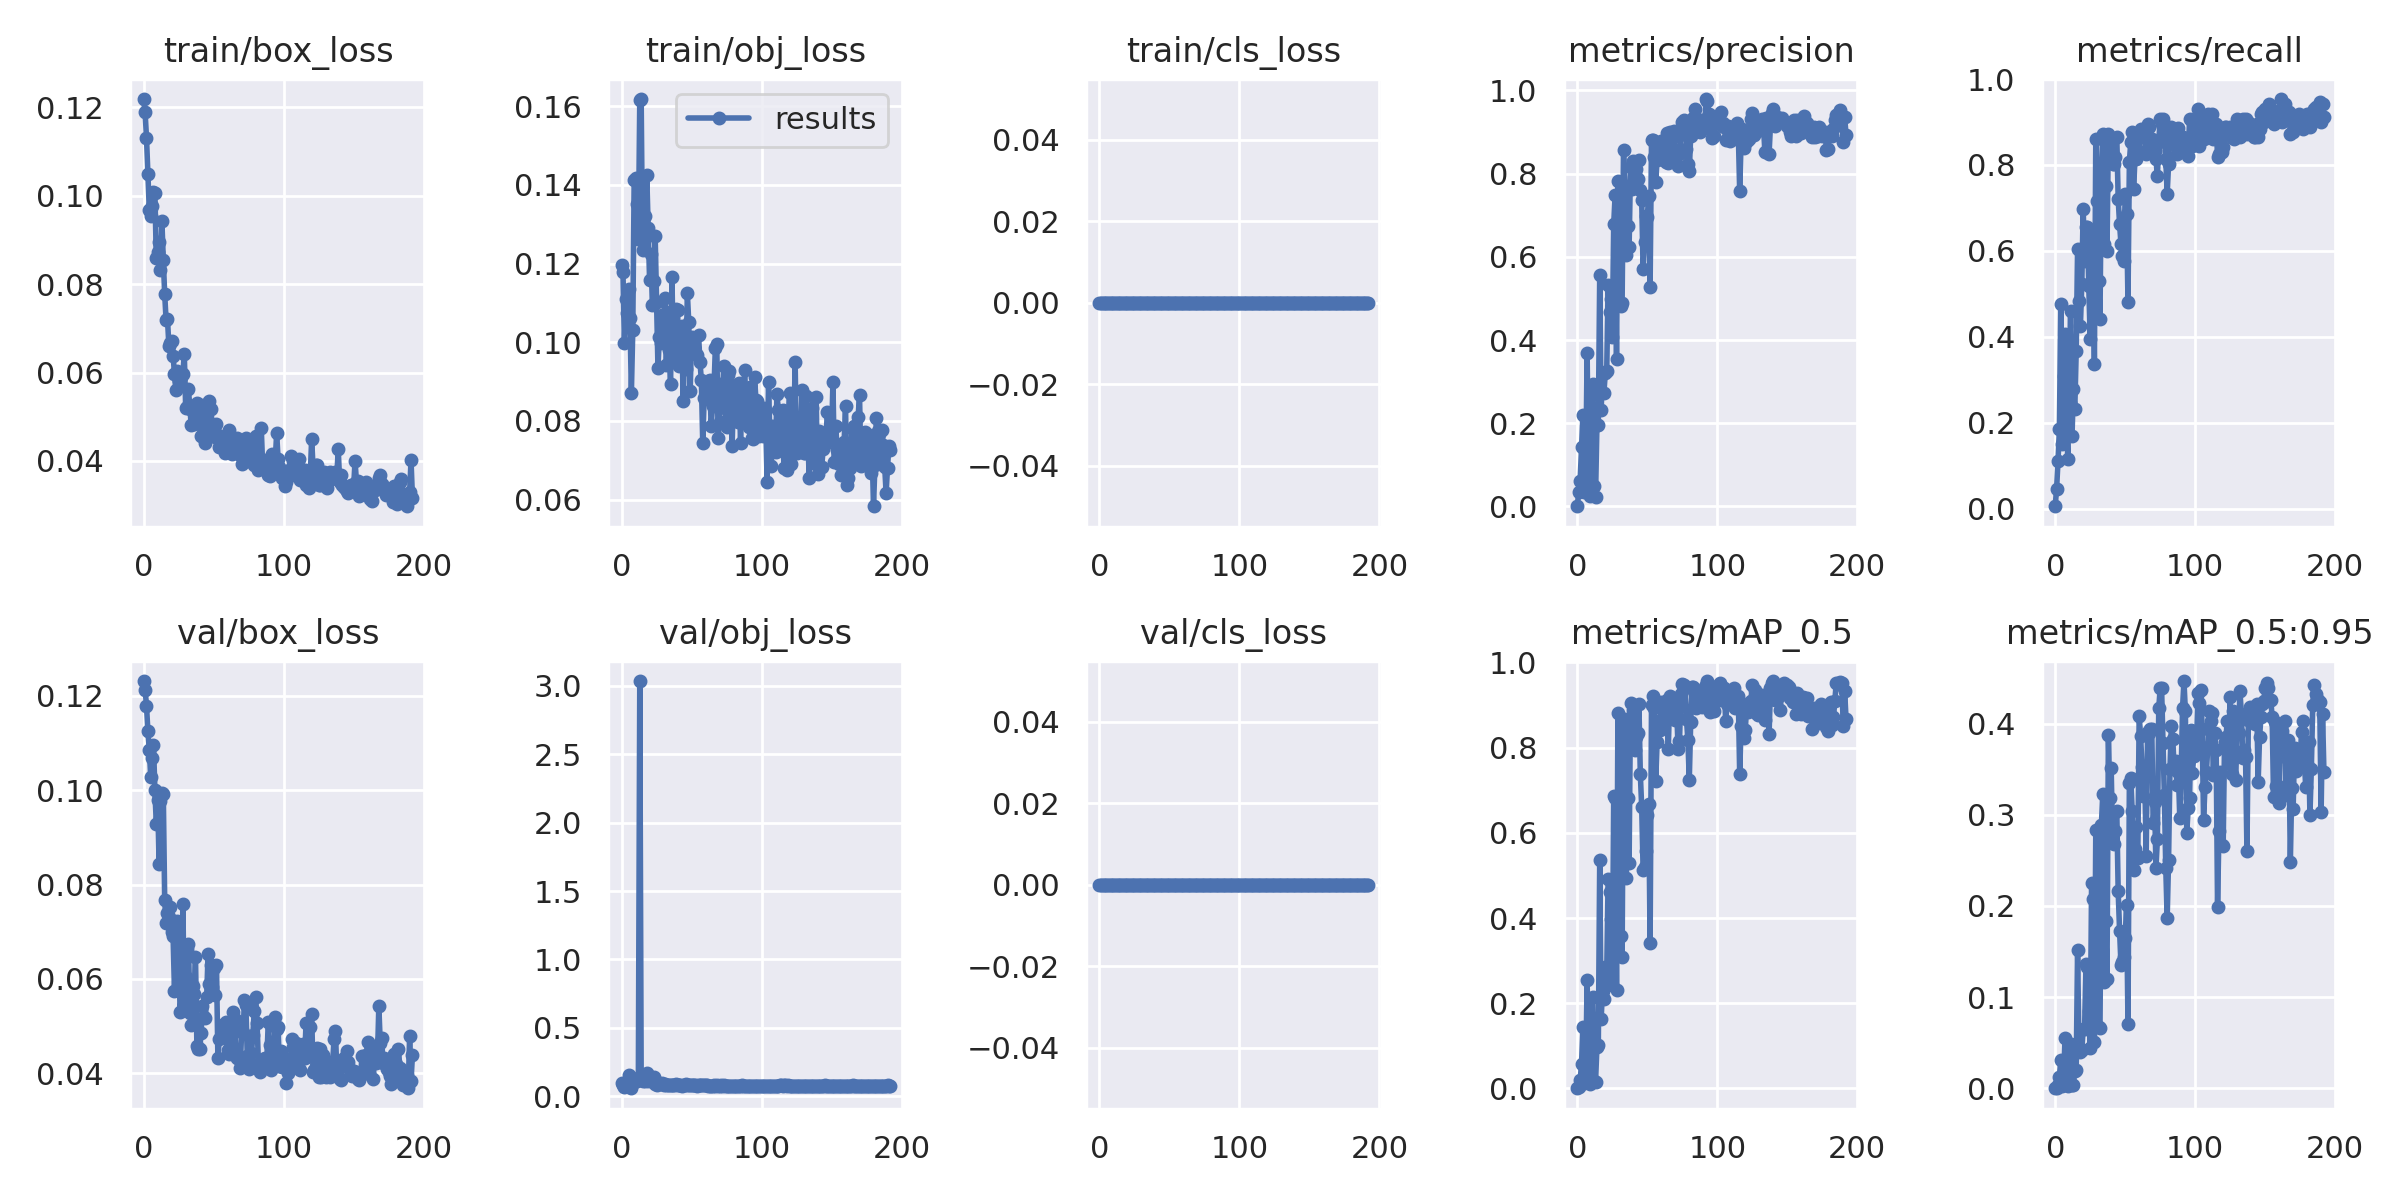 train/box_loss
0.12
0.10
0.08
0.06
0.04
0 100 200
train/obj_loss
results
0.16
0.14
0.12
0.10
0.08
0.06
0 100 200
train/cls_loss
0.04
0.02
0.00
−0.02
−0.04
0 100 200
metrics/precision
1.0
0.8
0.6
0.4
0.2
0.0
0 100 200
metrics/recall
1.0
0.8
0.6
0.4
0.2
0.0
0 100 200
val/box_loss
0.12
0.10
0.08
0.06
0.04
0 100 200
val/obj_loss
3.0
2.5
2.0
1.5
1.0
0.5
0.0
0 100 200
val/cls_loss
0.04
0.02
0.00
−0.02
−0.04
0 100 200
metrics/mAP_0.5
1.0
0.8
0.6
0.4
0.2
0.0
0 100 200
metrics/mAP_0.5:0.95
0.4
0.3
0.2
0.1
0.0
0 100 200